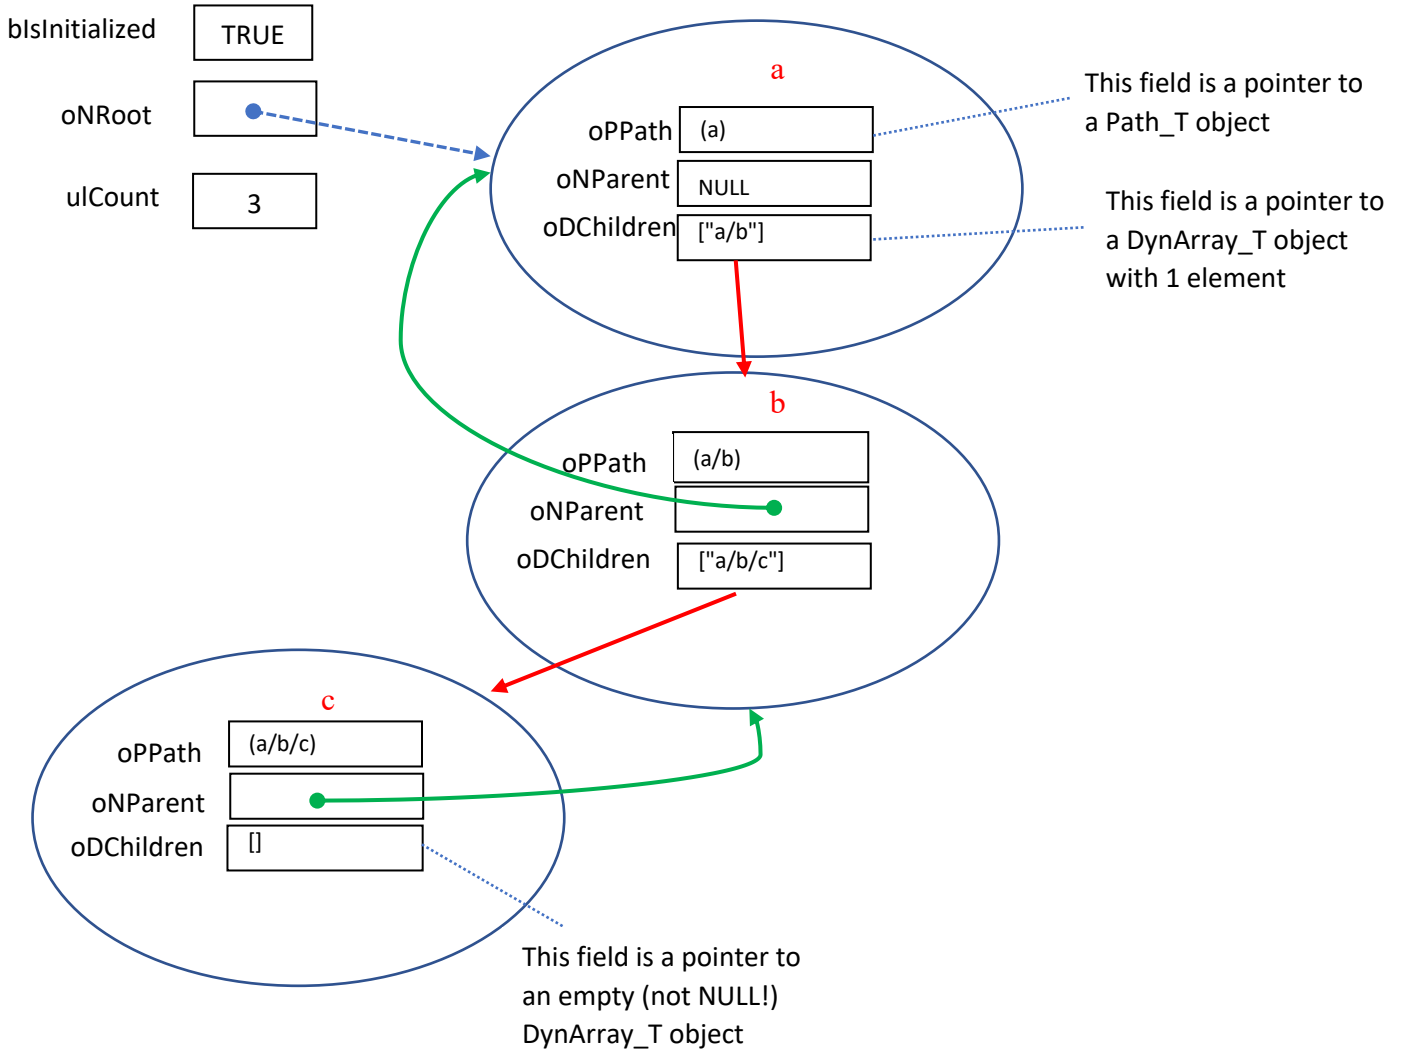 bIsInitialized
TRUE
oNRoot
ulCount
3
a
oPPath
(a)
oNParent
NULL
oDChildren
["a/b"]
This field is a pointer to
a Path_T object
This field is a pointer to
a DynArray_T object
with 1 element
b
oPPath
(a/b)
oNParent
oDChildren
["a/b/c"]
c
oPPath
(a/b/c)
oNParent
oDChildren
[]
This field is a pointer to
an empty (not NULL!)
DynArray_T object